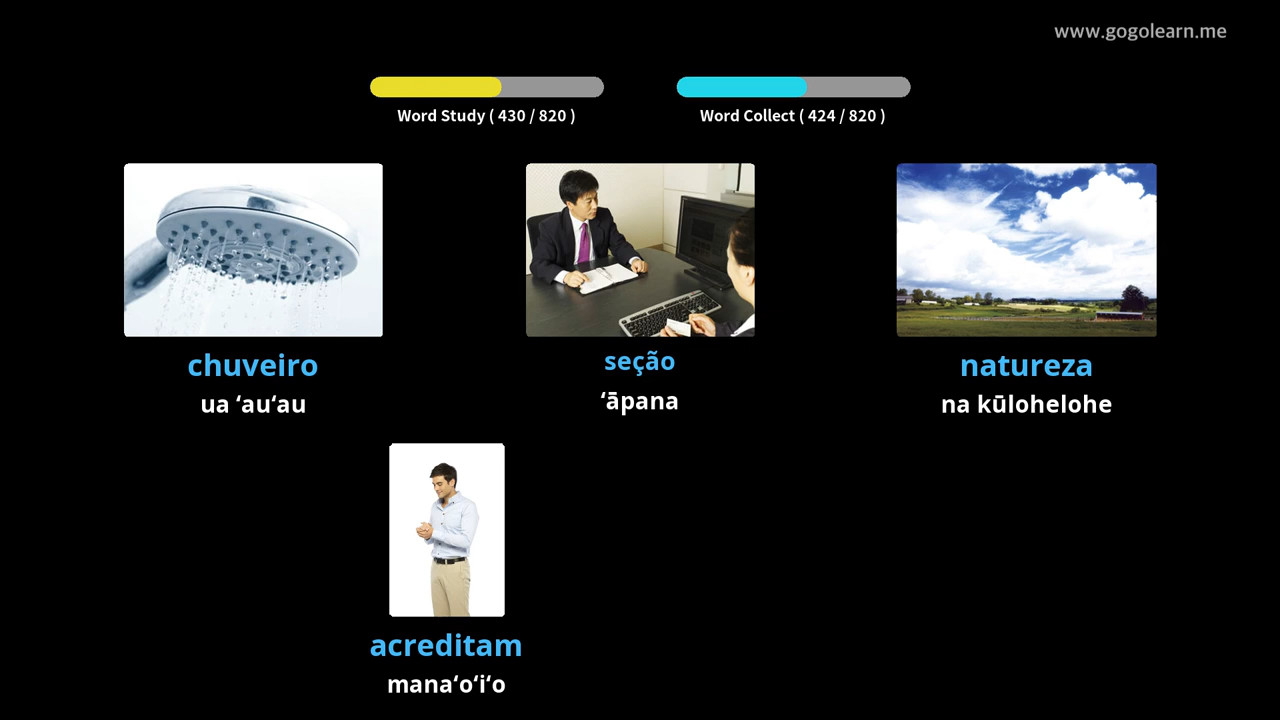 www.gogolearn.me
Word Study ( 430 / 820 )
Word Collect ( 424 / 820 )
chuveiro
ua ʻauʻau
seção
ʻāpana
natureza
na kūlohelohe
acreditam
manaʻoʻiʻo